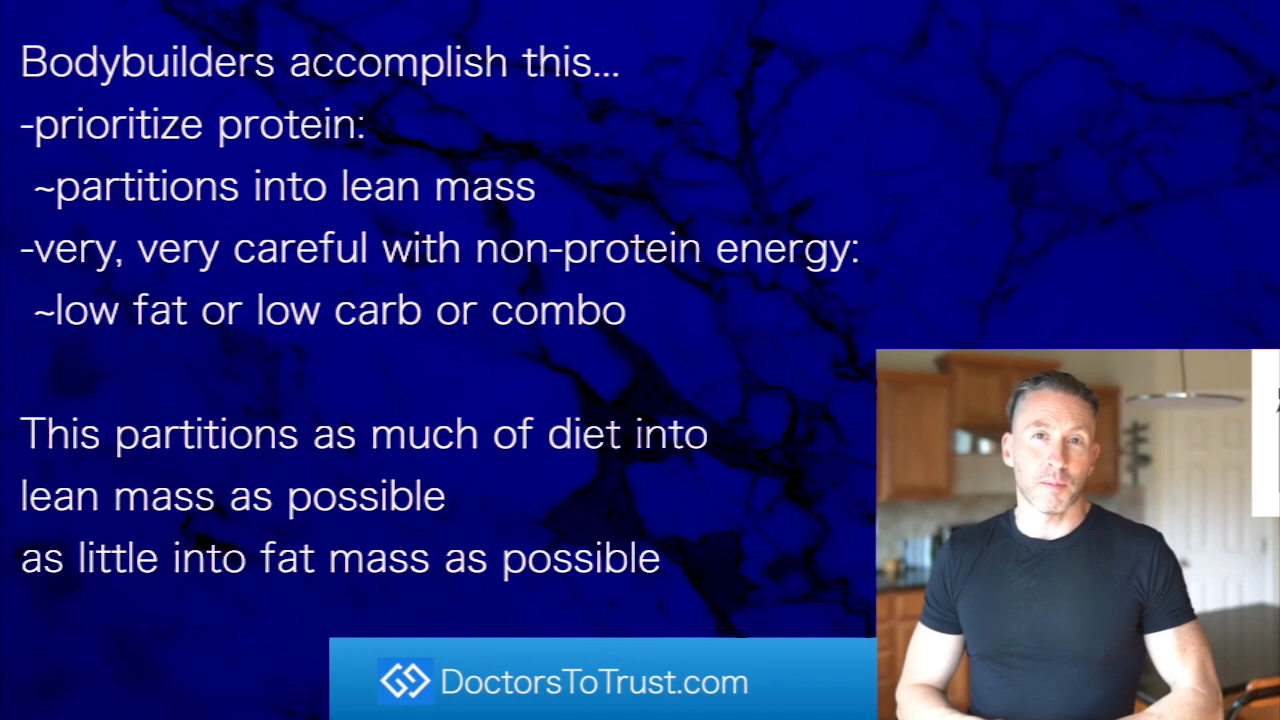 Bodybuilders accomplish this...
-prioritize protein:
~partitions into lean mass
-very, very careful with non-protein energy:
~low fat or low carb or combo
This partitions as much of diet into
lean mass as possible
as little into fat mass as possible
DoctorsToTrust.com